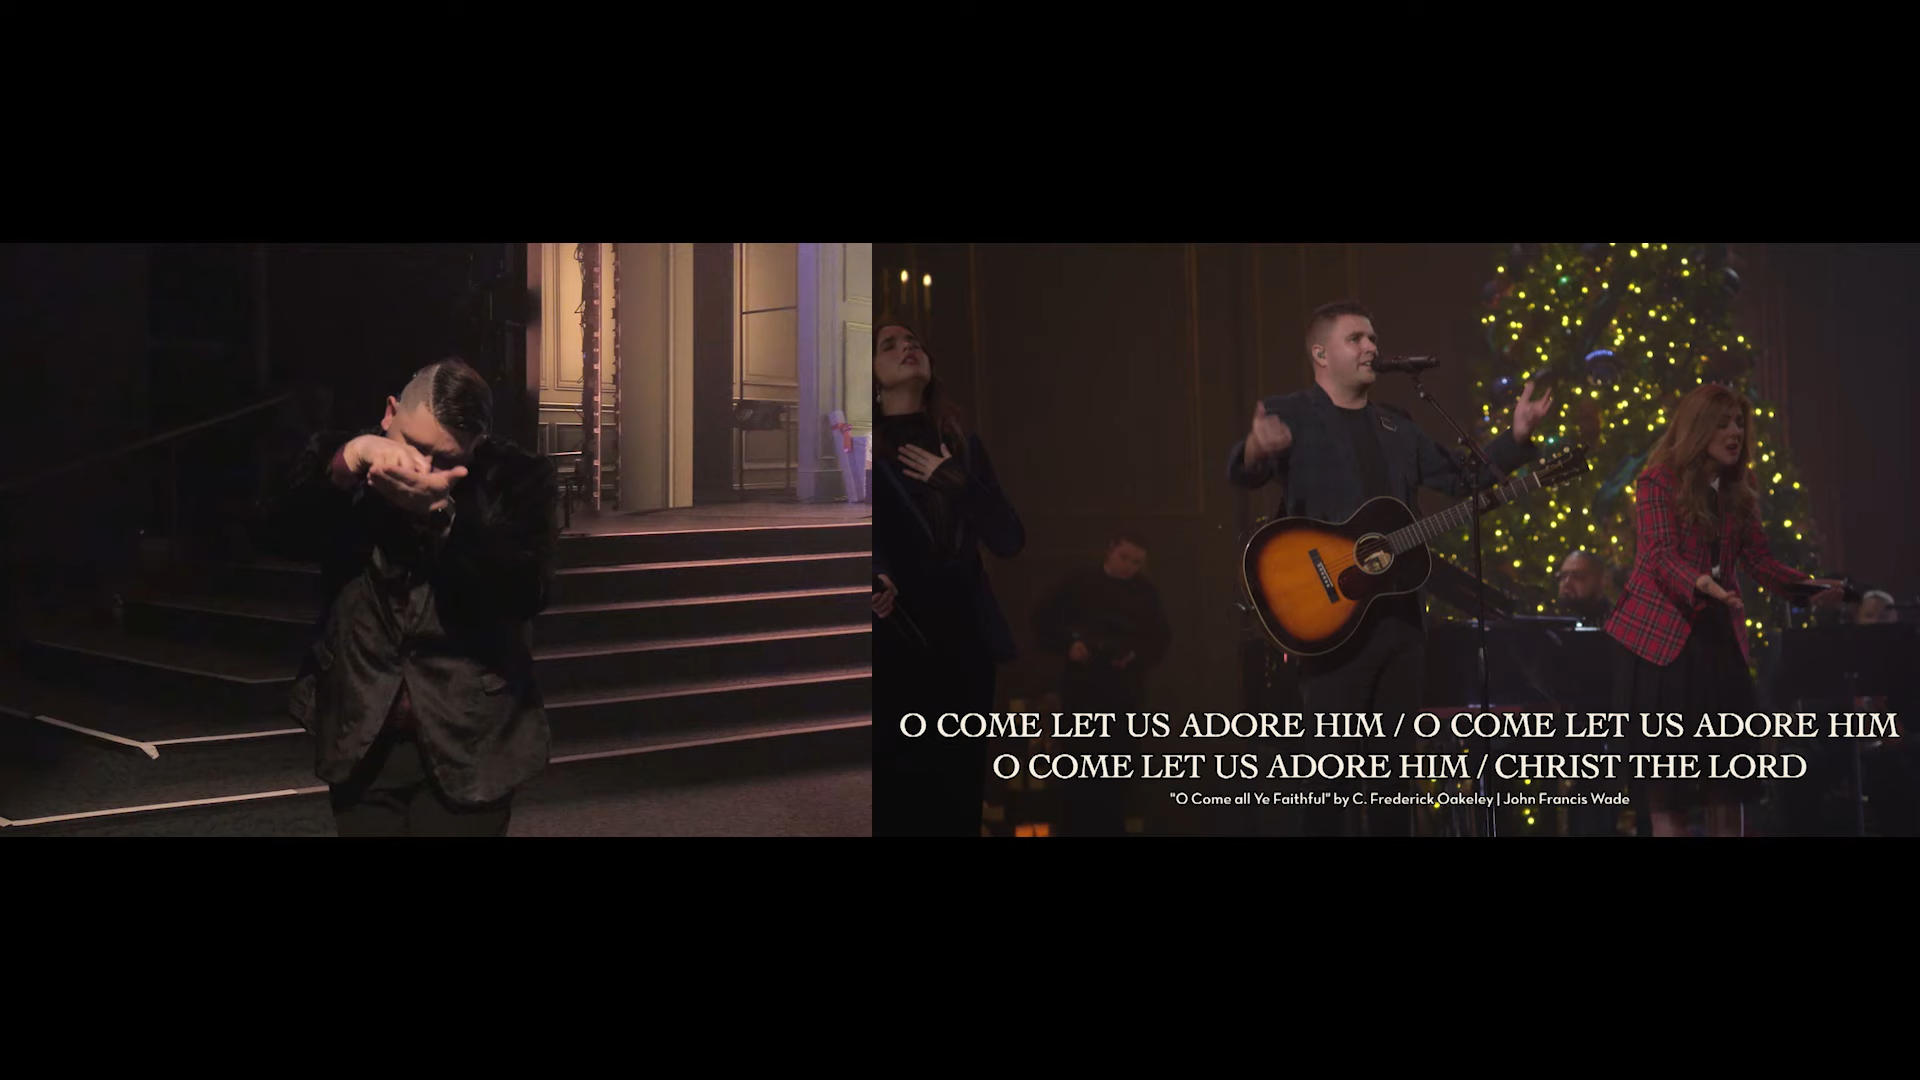 O COME LET US ADORE HIM / O COME LET US ADORE HIM
O COME LET US ADORE HIM / CHRIST THE LORD
"O Come all Ye Faithful" by C. Frederick Oakeley | John Francis Wade